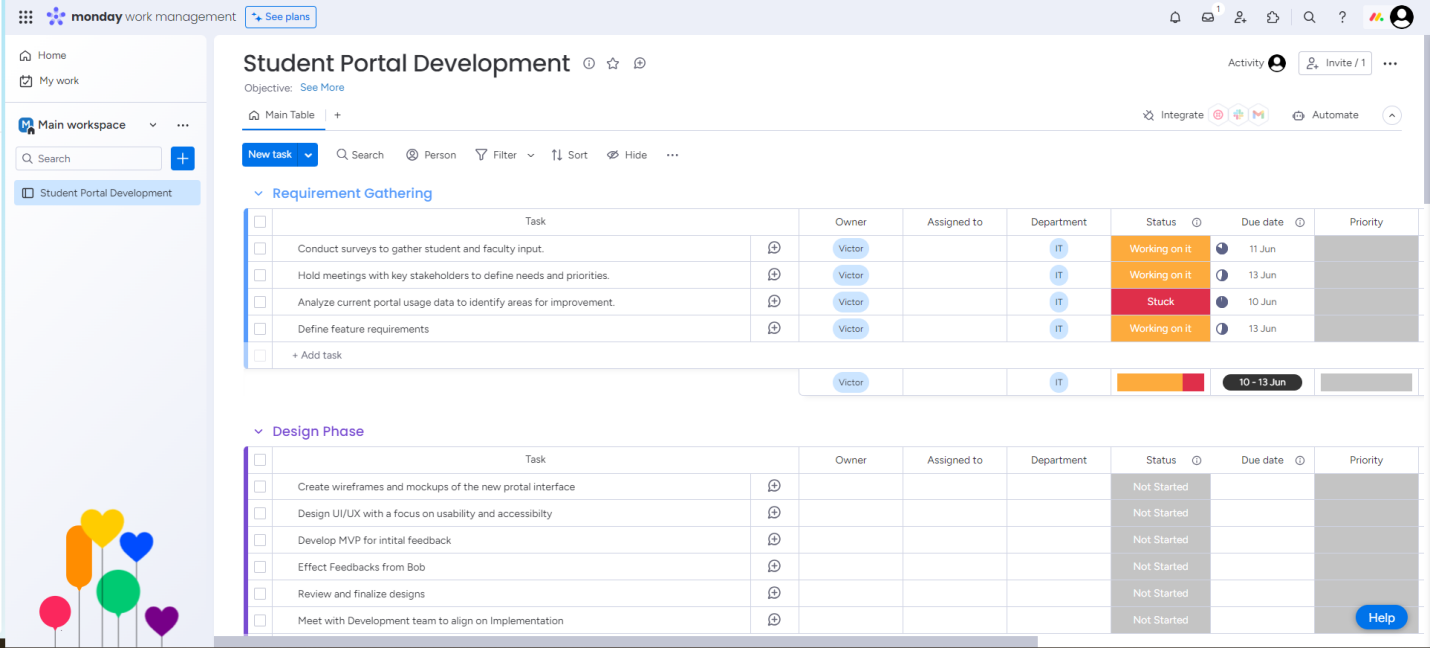 monday work management See plans 1
Home
My work
M Main workspace
Search
Student Portal Development
Student Portal Development
Activity Invite / 1
Objective: See More
Main Table + Integrate Automate
New task Search Person Filter Sort Hide
Requirement Gathering
Task Owner Assigned to Department Status Due date Priority
Conduct surveys to gather student and faculty input. Victor IT Working on it 11 Jun
Hold meetings with key stakeholders to define needs and priorities. Victor IT Working on it 13 Jun
Analyze current portal usage data to identify areas for improvement. Victor IT Stuck 10 Jun
Define feature requirements Victor IT Working on it 13 Jun
+ Add task
Victor IT 10 - 13 Jun
Design Phase
Task Owner Assigned to Department Status Due date Priority
Create wireframes and mockups of the new protal interface Not Started
Design UI/UX with a focus on usability and accessibilty Not Started
Develop MVP for intital feedback Not Started
Effect Feedbacks from Bob Not Started
Review and finalize designs Not Started
Meet with Development team to align on Implementation Not Started
Help